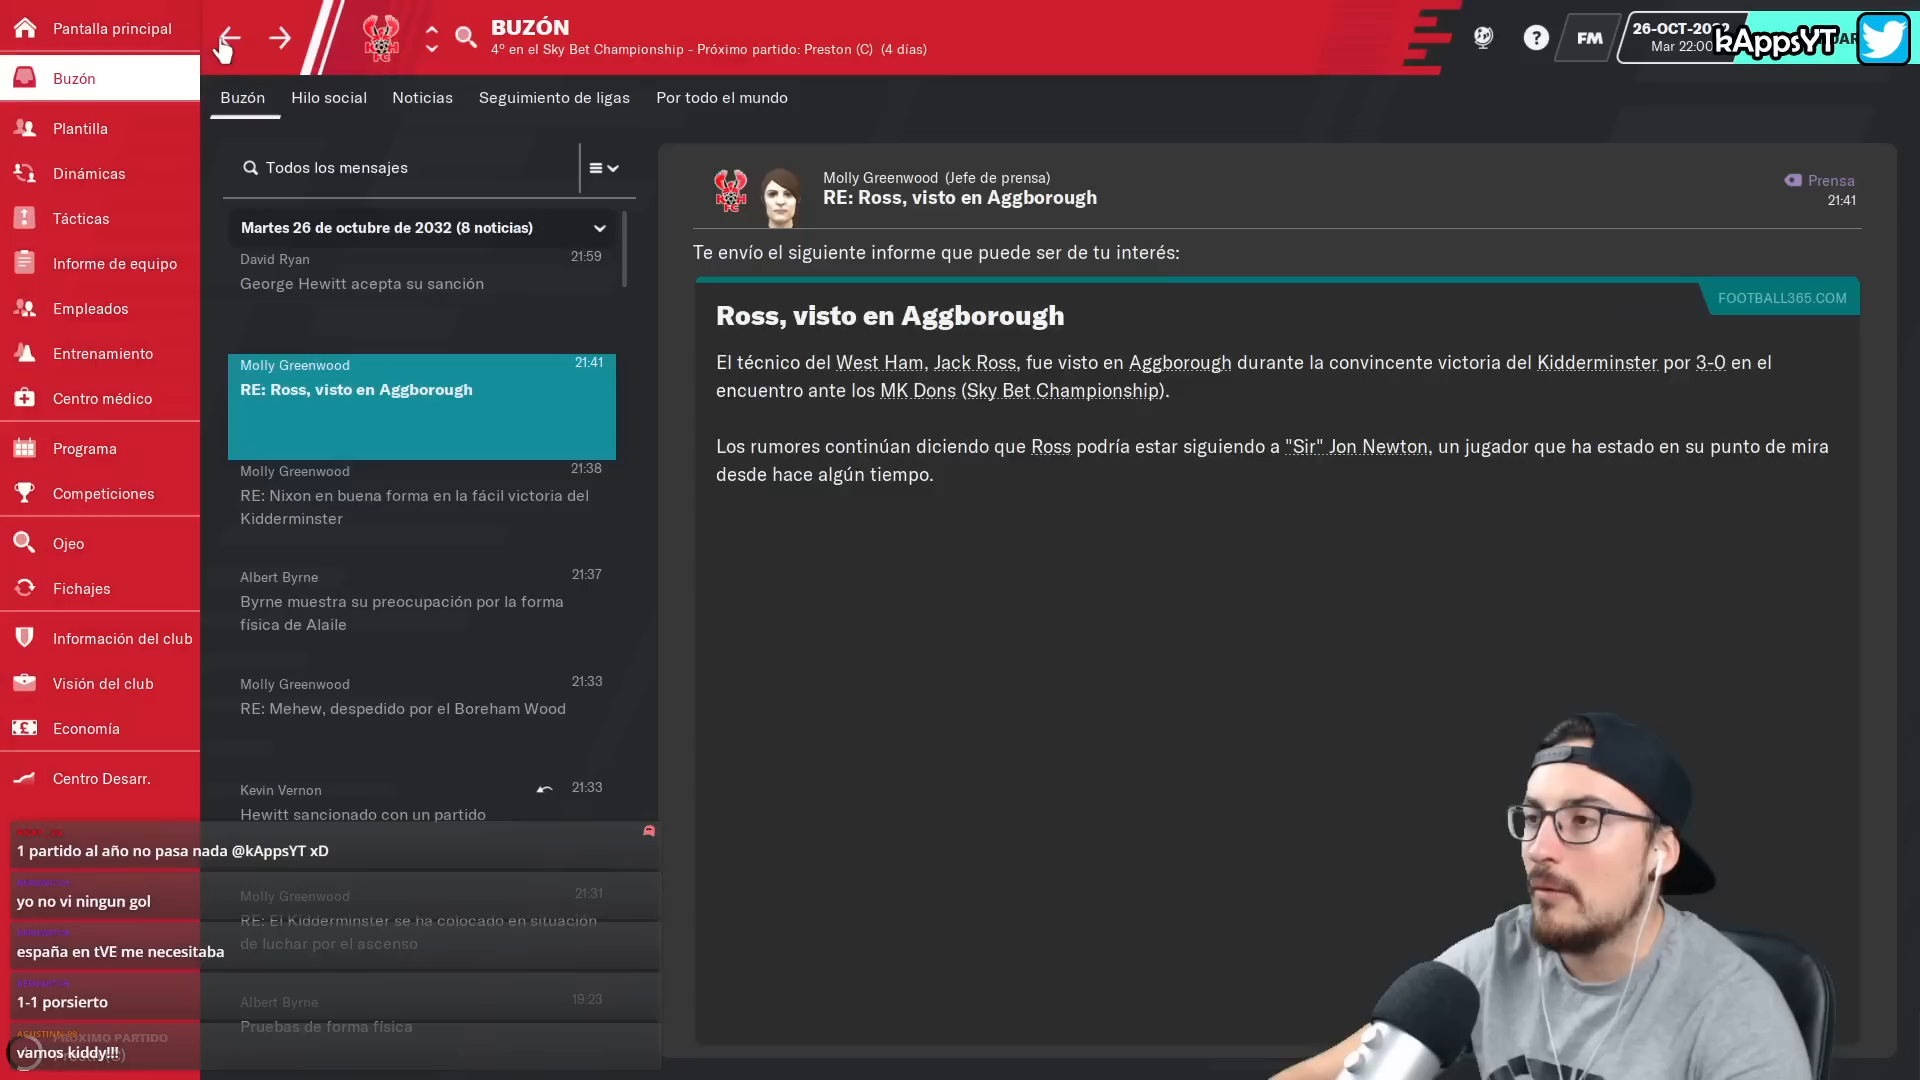 Pantalla principal
Buzón
Plantilla
Dinámicas
Tácticas
Informe de equipo
Empleados
Entrenamiento
Centro médico
Programa
Competiciones
Ojeo
Fichajes
Información del club
Visión del club
Economía
Centro Desarr.
BUZÓN
4º en el Sky Bet Championship - Próximo partido: Preston (C) (4 días)
FM
26-OCT-2032
Mar 22:00
kAppsYT
Buzón
Hilo social
Noticias
Seguimiento de ligas
Por todo el mundo
Todos los mensajes
Martes 26 de octubre de 2032 (8 noticias)
David Ryan 21:59
George Hewitt acepta su sanción
Molly Greenwood 21:41
RE: Ross, visto en Aggborough
Molly Greenwood 21:38
RE: Nixon en buena forma en la fácil victoria del
Kidderminster
Albert Byrne 21:37
Byrne muestra su preocupación por la forma
física de Alaile
Molly Greenwood 21:33
RE: Mehew, despedido por el Boreham Wood
Kevin Vernon 21:33
Hewitt sancionado con un partido
Molly Greenwood 21:31
RE: El Kidderminster se ha colocado en situación
de luchar por el ascenso
Albert Byrne 19:23
Pruebas de forma física
Molly Greenwood (Jefe de prensa)
RE: Ross, visto en Aggborough
Prensa
21:41
Te envío el siguiente informe que puede ser de tu interés:
FOOTBALL365.COM
Ross, visto en Aggborough
El técnico del West Ham, Jack Ross, fue visto en Aggborough durante la convincente victoria del Kidderminster por 3-0 en el
encuentro ante los MK Dons (Sky Bet Championship).
Los rumores continúan diciendo que Ross podría estar siguiendo a "Sir" Jon Newton, un jugador que ha estado en su punto de mira
desde hace algún tiempo.
1 partido al año no pasa nada @kAppsYT xD
yo no vi ningun gol
españa en tVE me necesitaba
1-1 porsierto
PRÓXIMO PARTIDO
vamos kiddy!!!